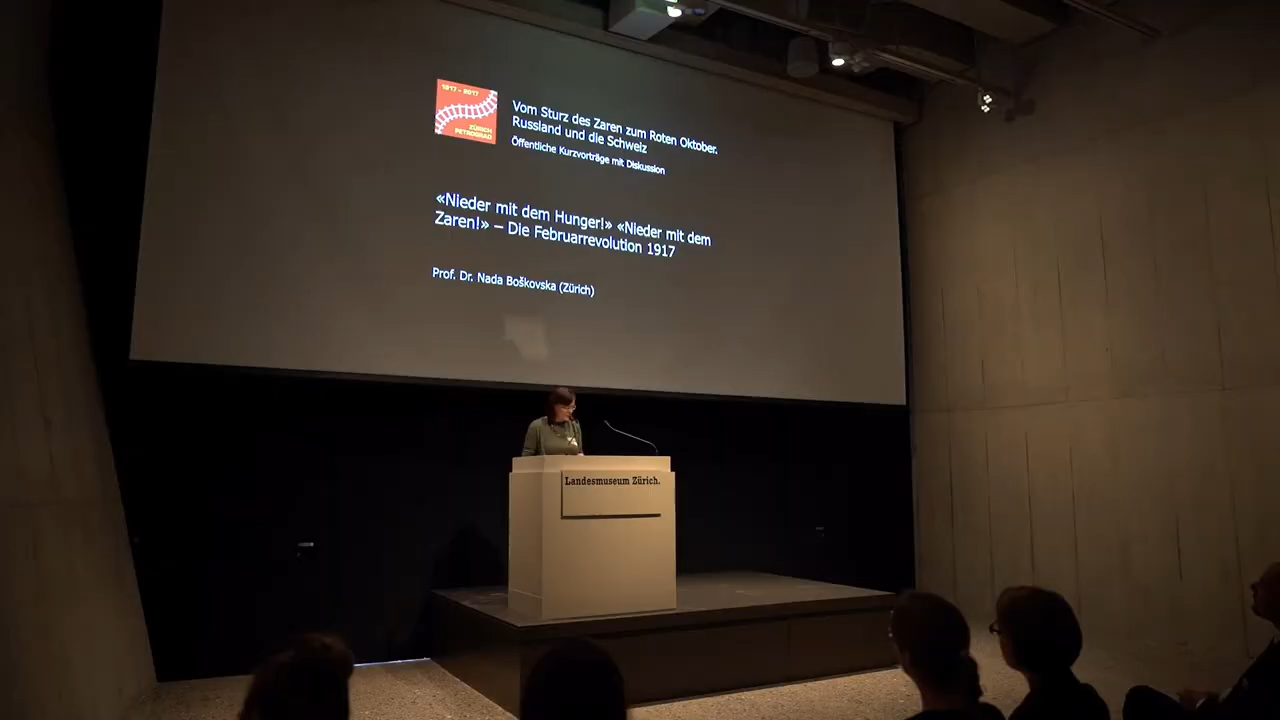 1917 – 2017
ZÜRICH
PETROGRAD
Vom Sturz des Zaren zum Roten Oktober.
Russland und die Schweiz
Öffentliche Kurzvorträge mit Diskussion
«Nieder mit dem Hunger!» «Nieder mit dem
Zaren!» – Die Februarrevolution 1917
Prof. Dr. Nada Boškovska (Zürich)
Landesmuseum Zürich.